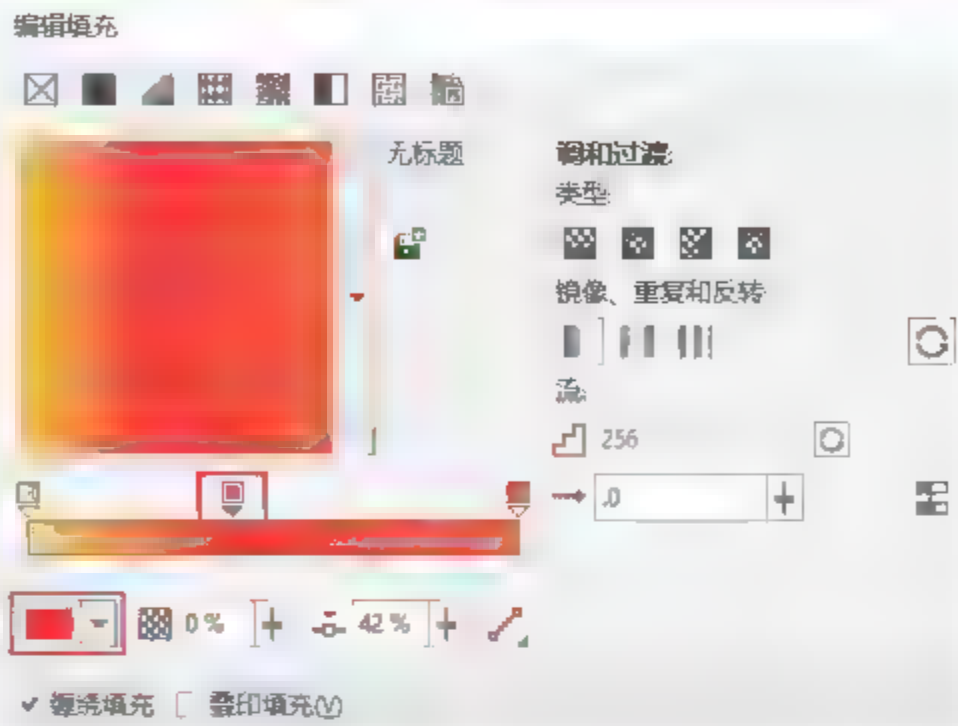 编辑填充
无标题
调和过渡:
类型:
镜像、重复和反转:
流:
256
.0
0 %
42 %
缠绕填充 叠印填充(V)